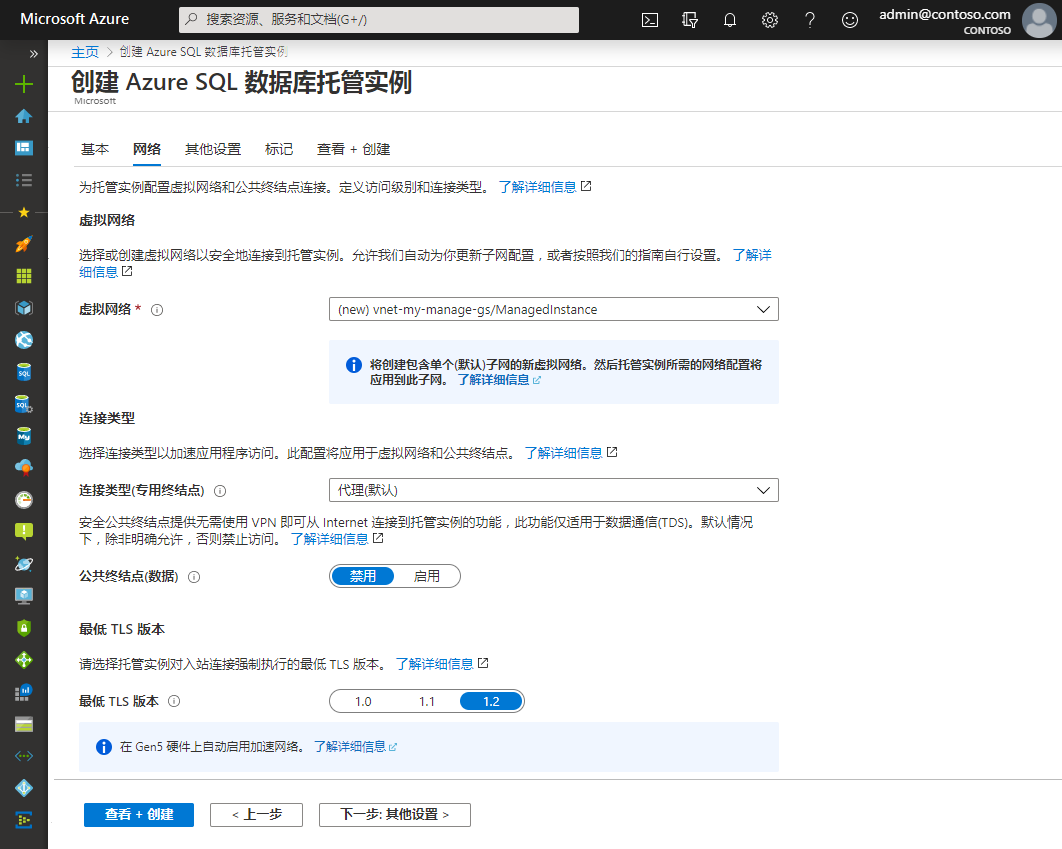 Microsoft Azure
搜索资源、服务和文档(G+/)
admin@contoso.com
CONTOSO
主页 > 创建 Azure SQL 数据库托管实例
创建 Azure SQL 数据库托管实例
Microsoft
基本 网络 其他设置 标记 查看 + 创建
为托管实例配置虚拟网络和公共终结点连接。定义访问级别和连接类型。 了解详细信息
虚拟网络
选择或创建虚拟网络以安全地连接到托管实例。允许我们自动为你更新子网配置，或者按照我们的指南自行设置。 了解详
细信息
虚拟网络 *
(new) vnet-my-manage-gs/ManagedInstance
将创建包含单个(默认)子网的新虚拟网络。然后托管实例所需的网络配置将
应用到此子网。 了解详细信息
连接类型
选择连接类型以加速应用程序访问。此配置将应用于虚拟网络和公共终结点。 了解详细信息
连接类型(专用终结点)
代理(默认)
安全公共终结点提供无需使用 VPN 即可从 Internet 连接到托管实例的功能，此功能仅适用于数据通信(TDS)。默认情况
下，除非明确允许，否则禁止访问。 了解详细信息
公共终结点(数据)
禁用 启用
最低 TLS 版本
请选择托管实例对入站连接强制执行的最低 TLS 版本。 了解详细信息
最低 TLS 版本
1.0 1.1 1.2
在 Gen5 硬件上自动启用加速网络。 了解详细信息
查看 + 创建 < 上一步 下一步: 其他设置 >